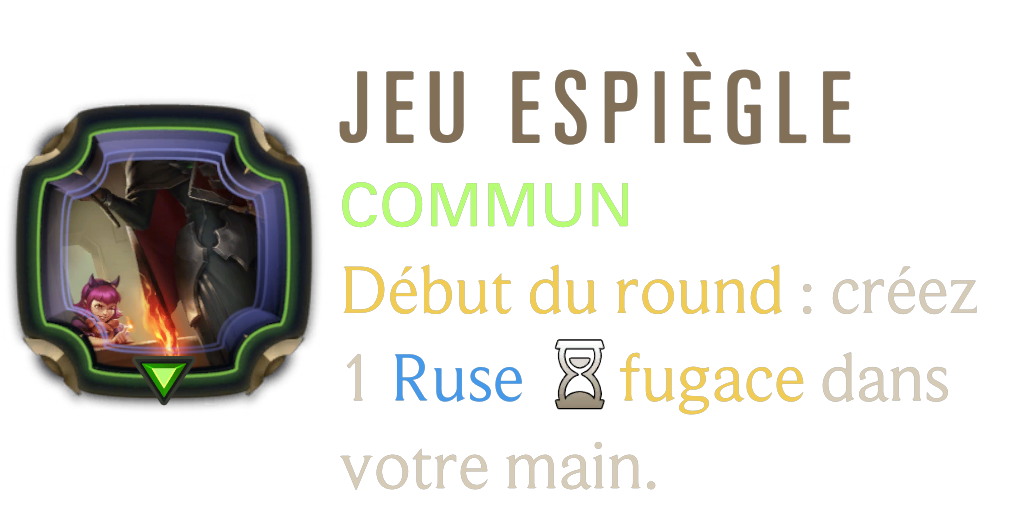 JEU ESPIÈGLE
COMMUN
Début du round : créez
1 Ruse fugace dans
votre main.